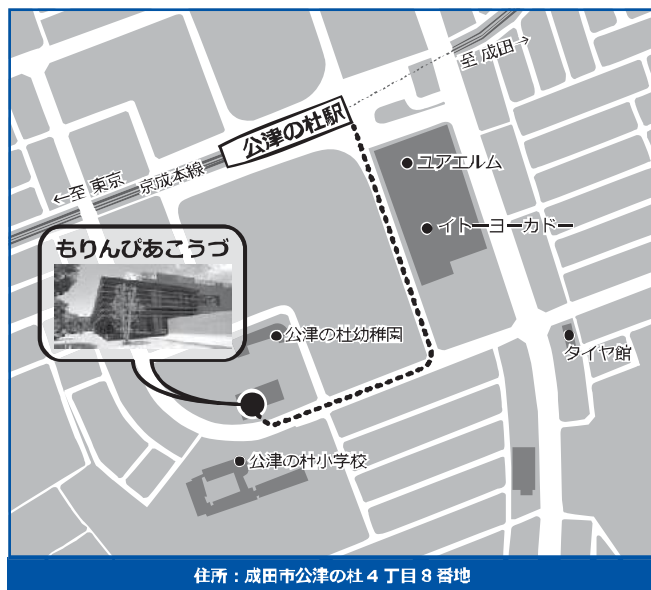 至 成田→
公津の杜駅
ユアエルム
←至 東京
京成本線
イトーヨーカドー
もりんぴあこうづ
公津の杜幼稚園
タイヤ館
公津の杜小学校
住所：成田市公津の杜４丁目８番地